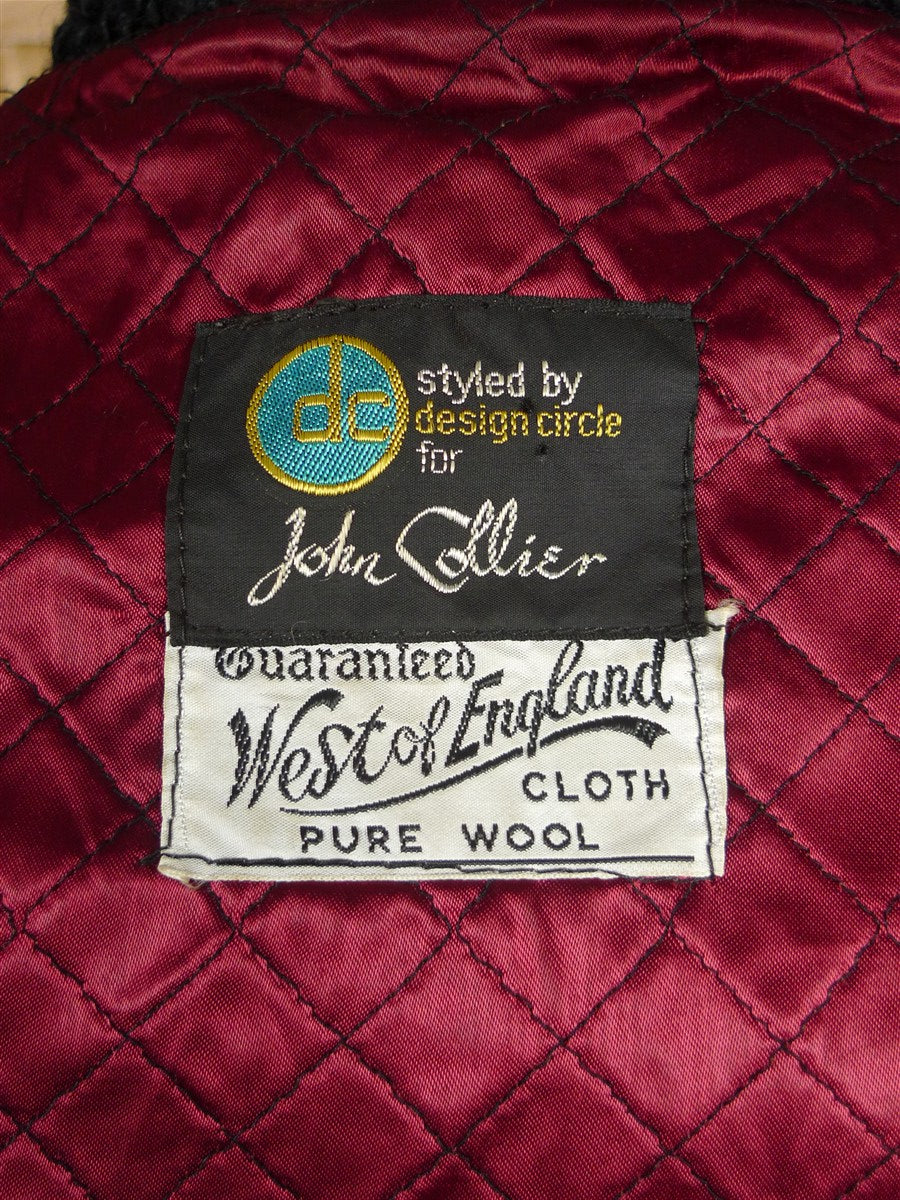 dc
styled by
design circle
for
John Collier
Guaranteed
West of England
CLOTH
PURE WOOL